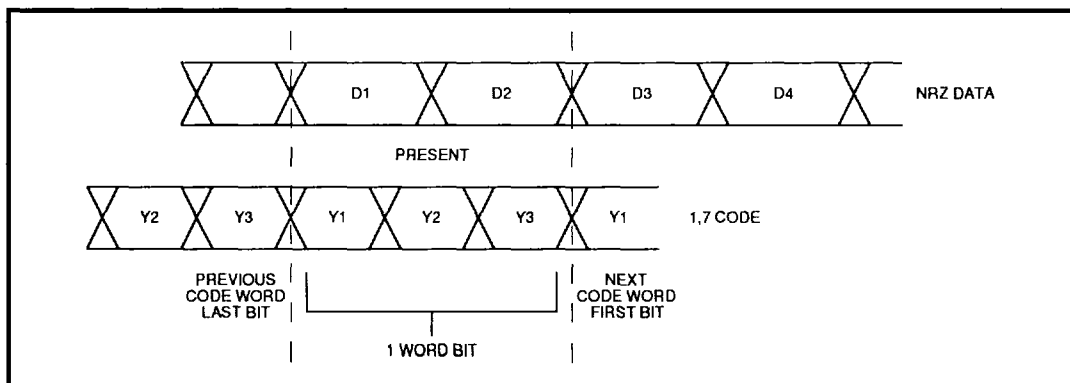 D1 D2 D3 D4 NRZ DATA
PRESENT
Y2 Y3 Y1 Y2 Y3 Y1 1,7 CODE
PREVIOUS
CODE WORD
LAST BIT
NEXT
CODE WORD
FIRST BIT
1 WORD BIT